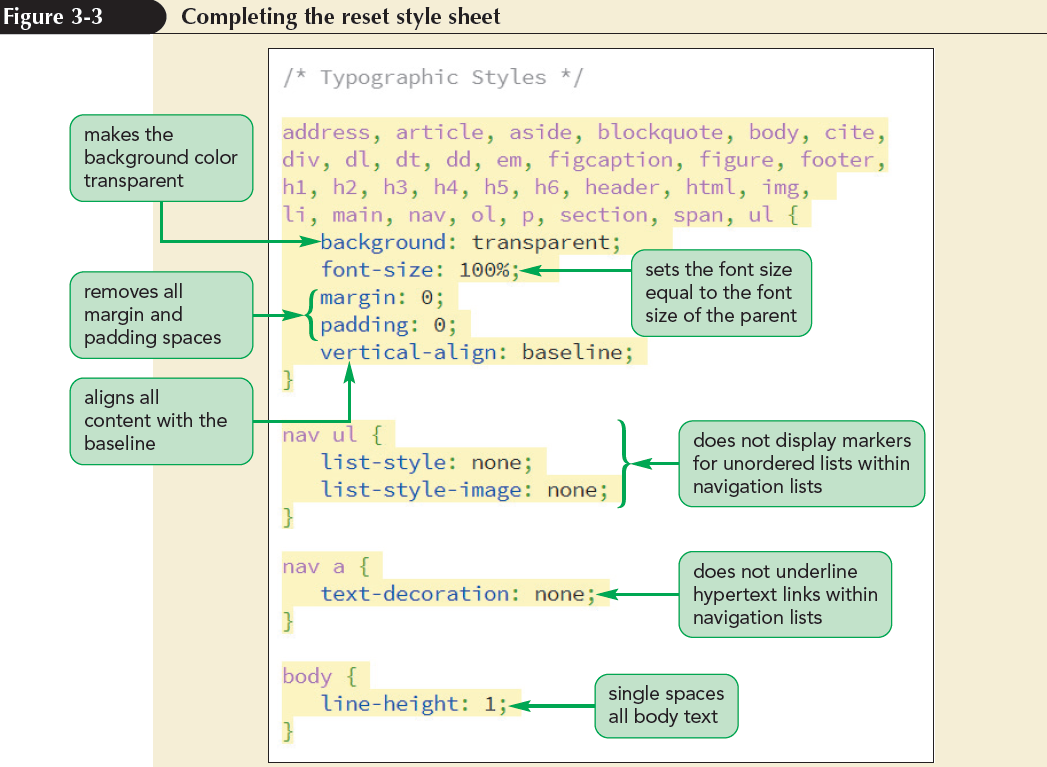 Figure 3-3 Completing the reset style sheet
/* Typographic Styles */
makes the
background color
transparent
address, article, aside, blockquote, body, cite,
div, dl, dt, dd, em, figcaption, figure, footer,
h1, h2, h3, h4, h5, h6, header, html, img,
li, main, nav, ol, p, section, span, ul {
background: transparent;
font-size: 100%;
margin: 0;
padding: 0;
vertical-align: baseline;
}
sets the font size
equal to the font
size of the parent
removes all
margin and
padding spaces
aligns all
content with the
baseline
nav ul {
list-style: none;
list-style-image: none;
}
does not display markers
for unordered lists within
navigation lists
nav a {
text-decoration: none;
}
does not underline
hypertext links within
navigation lists
body {
line-height: 1;
}
single spaces
all body text